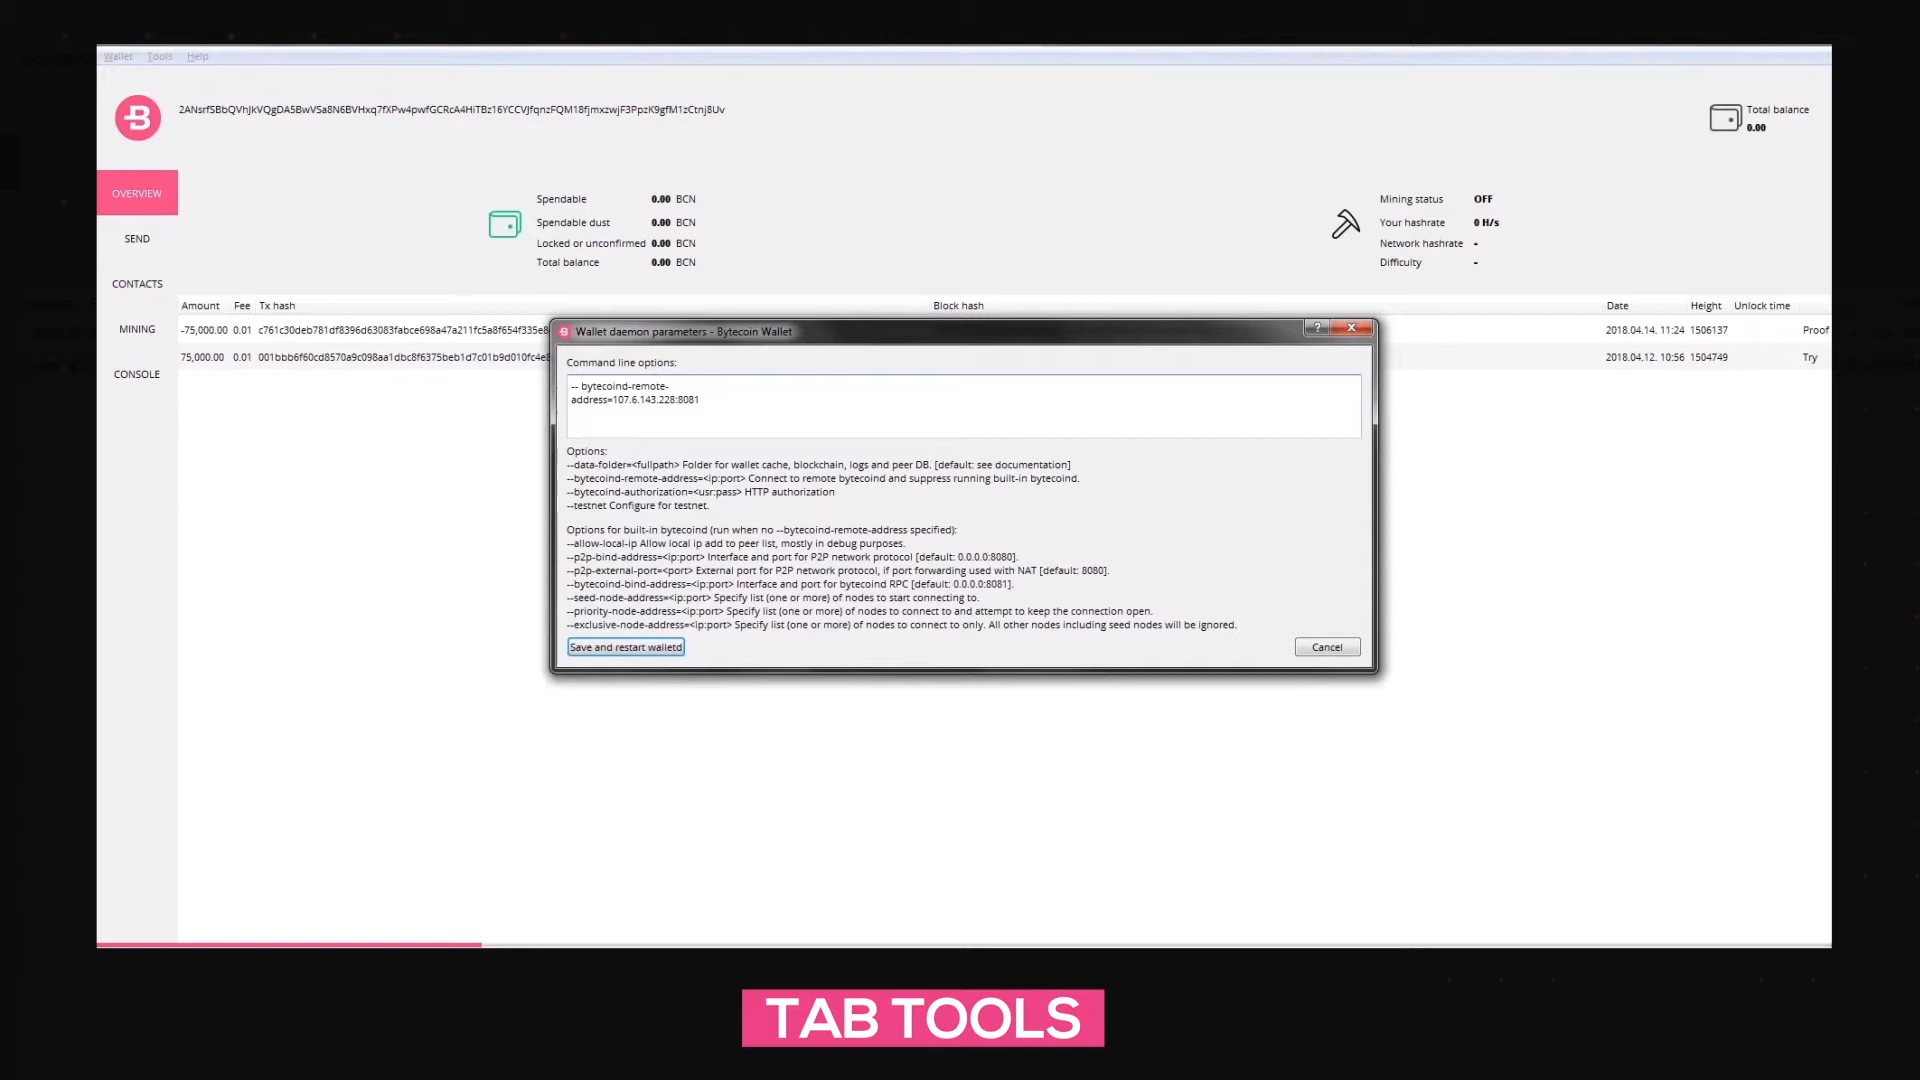 Wallet Tools Help
2ANsrfSBbQVhJkVQgDA5BwVSa8N6BVHxq7fXPw4pwfGCRcA4HiTBz16YCCVJfqnzFQM18fjmxzwjF3PpzK9gfM1zCtnj8Uv
Total balance
0.00
OVERVIEW
SEND
CONTACTS
MINING
CONSOLE
Spendable 0.00 BCN
Spendable dust 0.00 BCN
Locked or unconfirmed 0.00 BCN
Total balance 0.00 BCN
Mining status OFF
Your hashrate 0 H/s
Network hashrate -
Difficulty -
Amount Fee Tx hash Block hash Date Height Unlock time
-75,000.00 0.01 c761c30deb781df8396d63083fabce698a47a211fc5a8f654f335e8 2018.04.14. 11:24 1506137 Proof
75,000.00 0.01 001bbb6f60cd8570a9c098aa1dbc8f6375beb1d7c01b9d010fc4e8 2018.04.12. 10:56 1504749 Try
Wallet daemon parameters - Bytecoin Wallet
Command line options:
-- bytecoind-remote-
address=107.6.143.228:8081
Options:
--data-folder=<fullpath> Folder for wallet cache, blockchain, logs and peer DB. [default: see documentation]
--bytecoind-remote-address=<ip:port> Connect to remote bytecoind and suppress running built-in bytecoind.
--bytecoind-authorization=<usr:pass> HTTP authorization
--testnet Configure for testnet.
Options for built-in bytecoind (run when no --bytecoind-remote-address specified):
--allow-local-ip Allow local ip add to peer list, mostly in debug purposes.
--p2p-bind-address=<ip:port> Interface and port for P2P network protocol [default: 0.0.0.0:8080].
--p2p-external-port=<port> External port for P2P network protocol, if port forwarding used with NAT [default: 8080].
--bytecoind-bind-address=<ip:port> Interface and port for bytecoind RPC [default: 0.0.0.0:8081].
--seed-node-address=<ip:port> Specify list (one or more) of nodes to start connecting to.
--priority-node-address=<ip:port> Specify list (one or more) of nodes to connect to and attempt to keep the connection open.
--exclusive-node-address=<ip:port> Specify list (one or more) of nodes to connect to only. All other nodes including seed nodes will be ignored.
Save and restart walletd
Cancel
TAB TOOLS